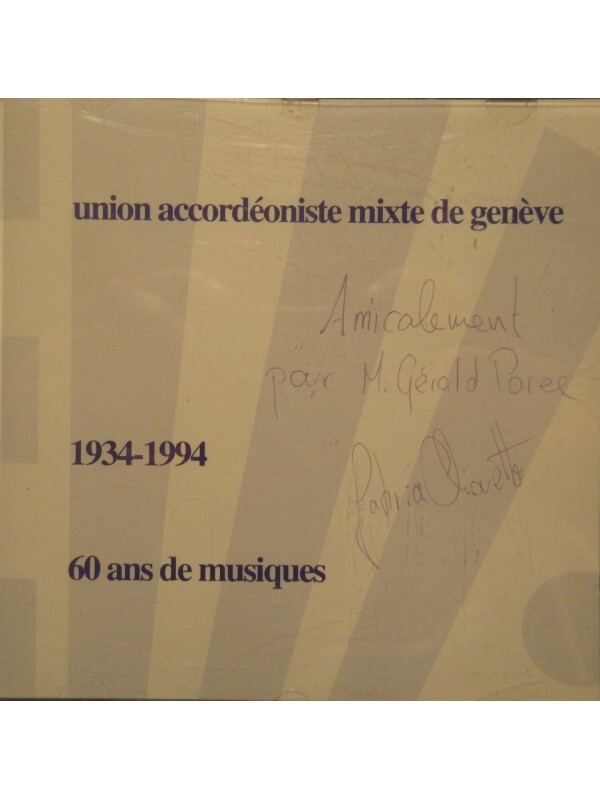 union accordéoniste mixte de genève
Amicalement
pour M. Gérald Poree
1934-1994
60 ans de musiques